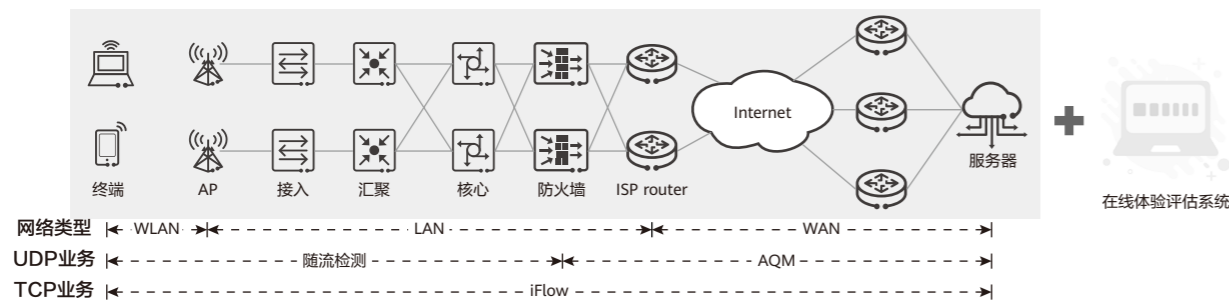 Internet
服务器
终端 AP 接入 汇聚 核心 防火墙 ISP router
在线体验评估系统
网络类型 WLAN LAN WAN
UDP业务 随流检测 AQM
TCP业务 iFlow